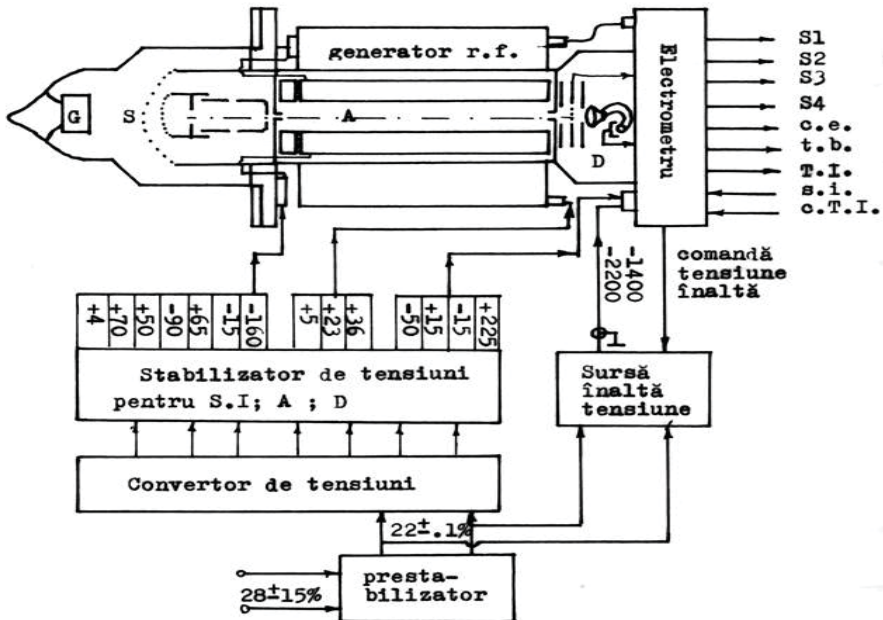 generator r.f.
Electrometru
G
S
A
D
S1
S2
S3
S4
c.e.
t.b.
T.I.
s.i.
c.T.I.
comandă
tensiune
înaltă
-1400
-2200
+4
+70
+50
-90
+65
-15
-160
+5
+23
+36
-50
+15
-15
+225
Stabilizator de tensiuni
pentru S.I; A ; D
Sursă
înaltă
tensiune
Convertor de tensiuni
22±.1%
28±15%
presta-
bilizator